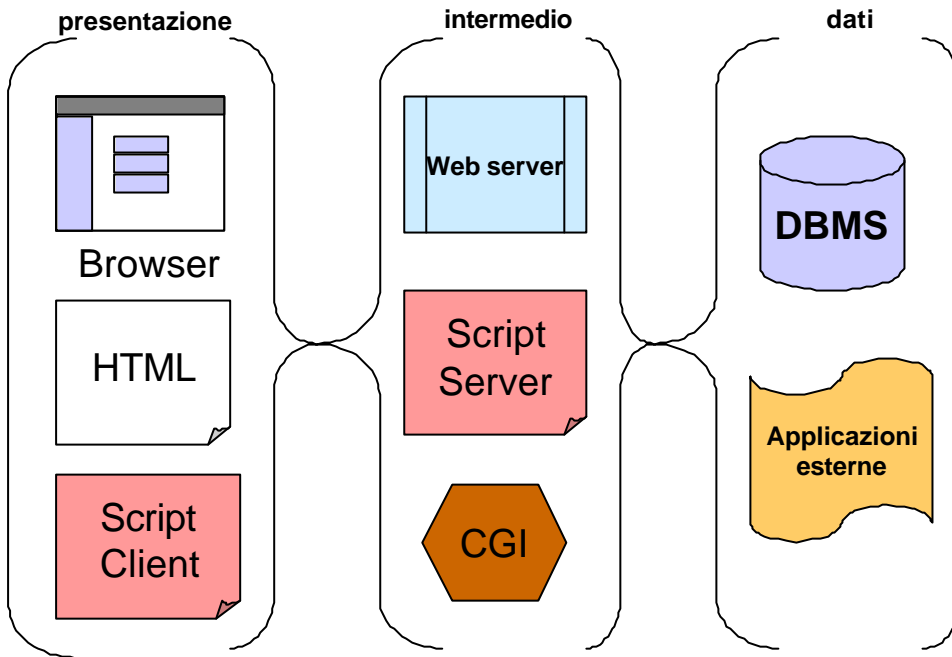 presentazione
intermedio
dati
Browser
HTML
Script
Client
Web server
Script
Server
CGI
DBMS
Applicazioni
esterne